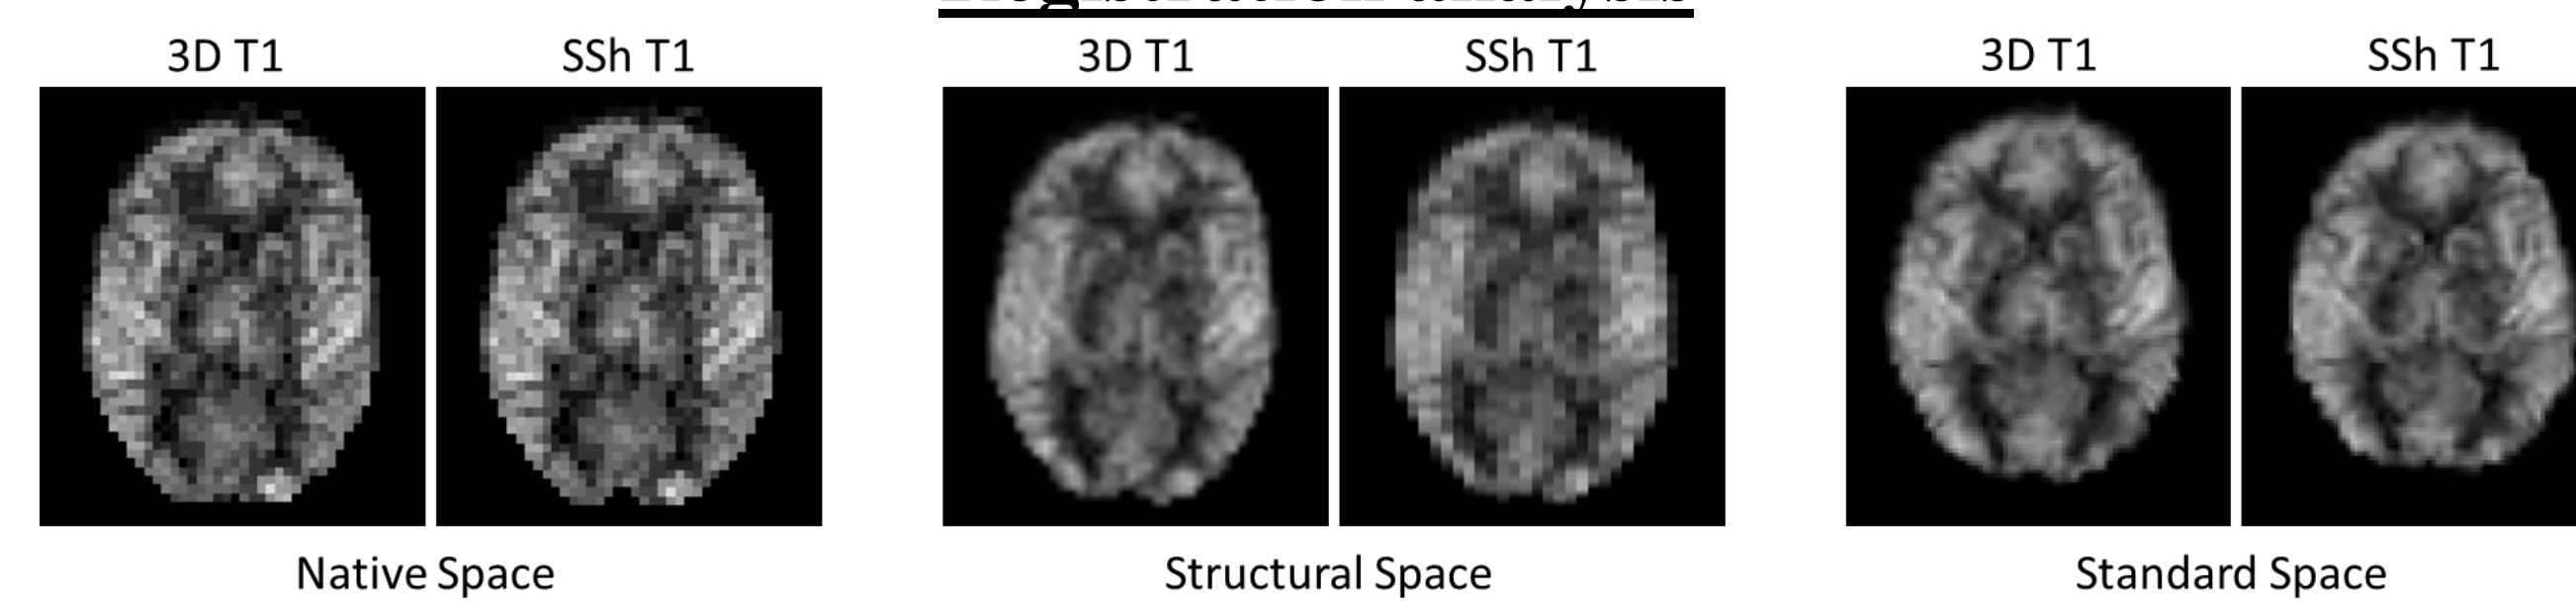 3D T1 SSh T1 3D T1 SSh T1 3D T1 SSh T1
Native Space Structural Space Standard Space